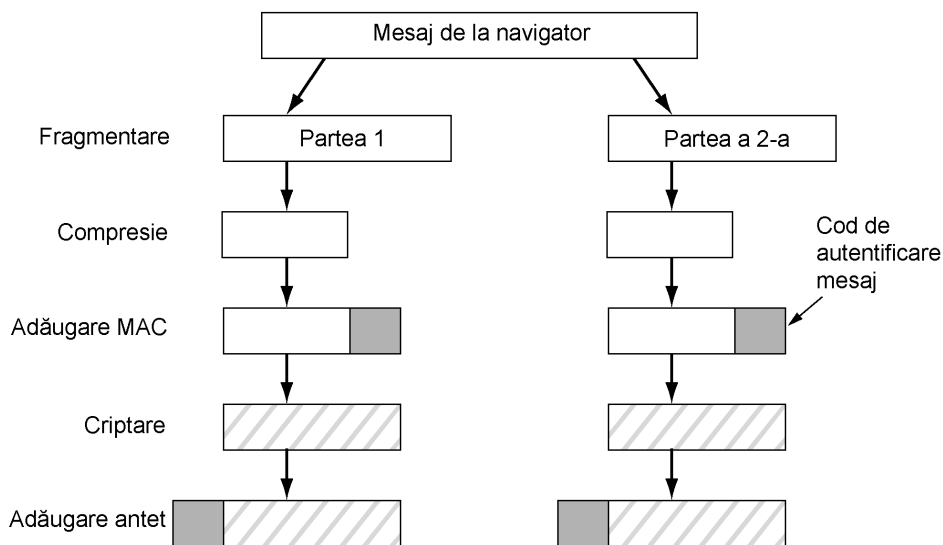 Mesaj de la navigator
Fragmentare
Partea 1
Partea a 2-a
Compresie
Cod de
autentificare
mesaj
Adăugare MAC
Criptare
Adăugare antet